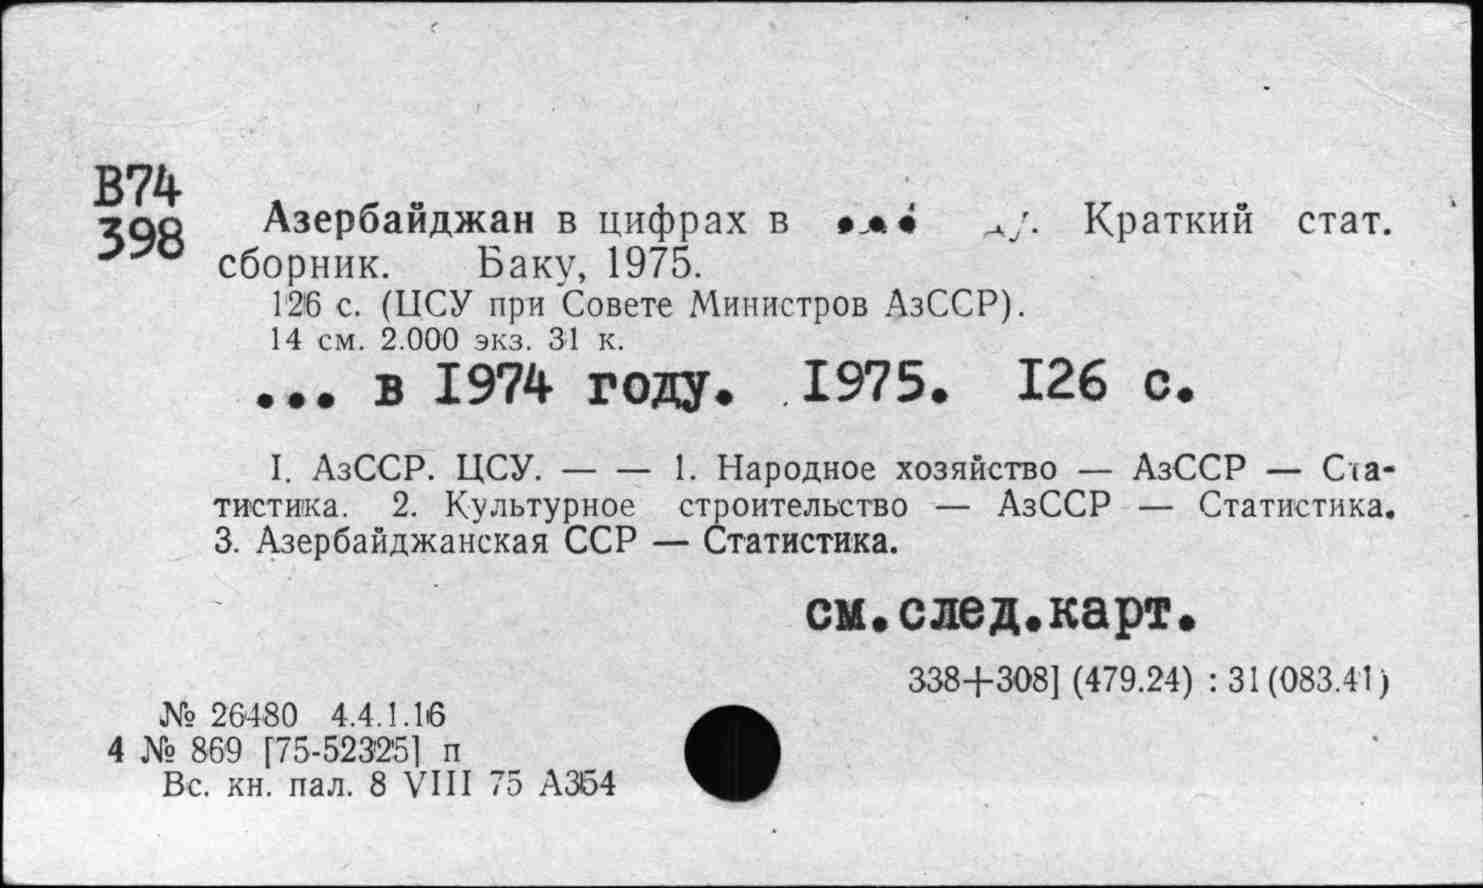 В74
398
Азербайджан в цифрах в ... Краткий стат.
сборник. Баку, 1975.
126 с. (ЦСУ при Совете Министров АзССР).
14 см. 2.000 экз. 31 к.
... в 1974 году. 1975. 126 с.
I. АзССР. ЦСУ. — — 1. Народное хозяйство — АзССР — Ста-
тистика. 2. Культурное строительство — АзССР — Статистика.
3. Азербайджанская ССР — Статистика.
см.след.карт.
338+308] (479.24) : 31(083.41)
№ 26480 4.4.1.16
4 № 869 [75-52325] п
Вс. кн. пал. 8 VIII 75 А354